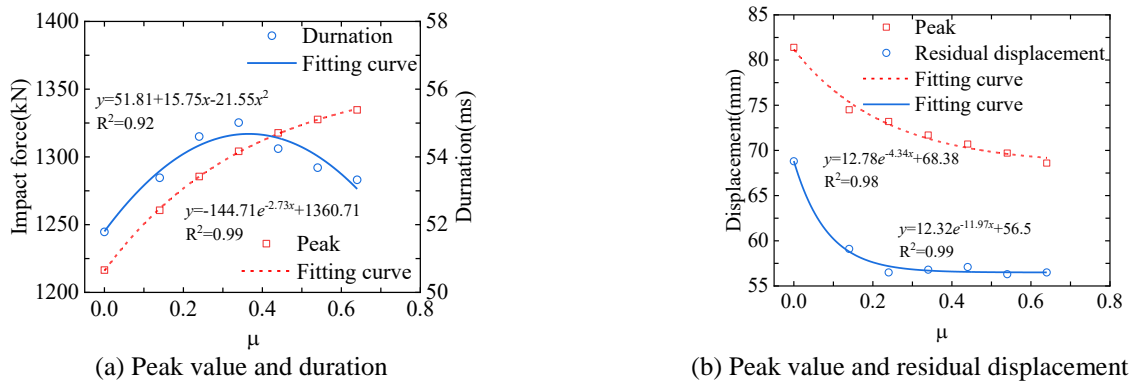 1400
1350
1300
1250
1200
Impact force(kN)
58
56
54
52
50
Durnation(ms)
Durnation
Fitting curve
y=51.81+15.75x-21.55x²
R²=0.92
y=-144.71e^-2.73x+1360.71
R²=0.99
Peak
Fitting curve
0.0 0.2 0.4 0.6 0.8
μ
(a) Peak value and duration
85
80
75
70
65
60
55
Displacement(mm)
Peak
Residual displacement
Fitting curve
Fitting curve
y=12.78e^-4.34x+68.38
R²=0.98
y=12.32e^-11.97x+56.5
R²=0.99
0.0 0.2 0.4 0.6 0.8
μ
(b) Peak value and residual displacement